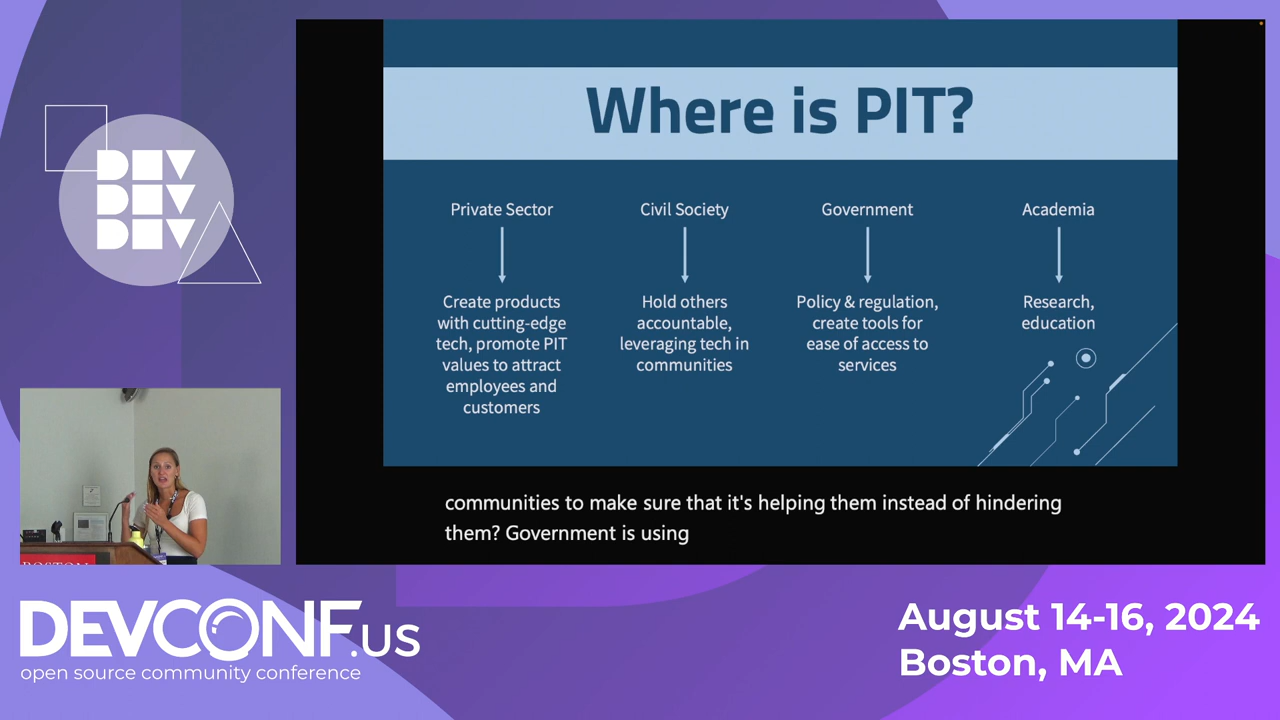 DEV
DEV
DEV
Where is PIT?
Private Sector
Create products
with cutting-edge
tech, promote PIT
values to attract
employees and
customers
Civil Society
Hold others
accountable,
leveraging tech in
communities
Government
Policy & regulation,
create tools for
ease of access to
services
Academia
Research,
education
communities to make sure that it's helping them instead of hindering
them? Government is using
BOSTON
DEVCONF.US
open source community conference
August 14-16, 2024
Boston, MA